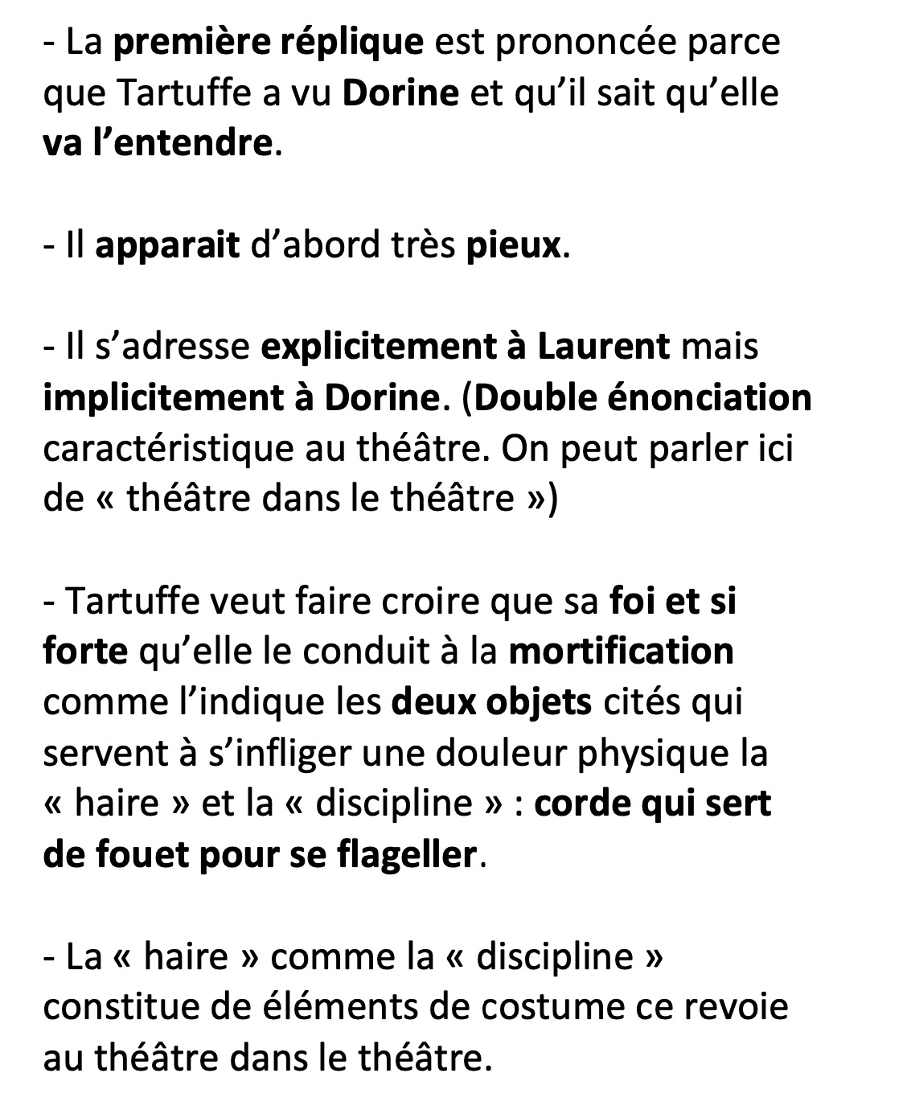 - La première réplique est prononcée parce
que Tartuffe a vu Dorine et qu’il sait qu’elle
va l’entendre.
- Il apparait d’abord très pieux.
- Il s’adresse explicitement à Laurent mais
implicitement à Dorine. (Double énonciation
caractéristique au théâtre. On peut parler ici
de « théâtre dans le théâtre »)
- Tartuffe veut faire croire que sa foi et si
forte qu’elle le conduit à la mortification
comme l’indique les deux objets cités qui
servent à s’infliger une douleur physique la
« haire » et la « discipline » : corde qui sert
de fouet pour se flageller.
- La « haire » comme la « discipline »
constitue de éléments de costume ce revoie
au théâtre dans le théâtre.